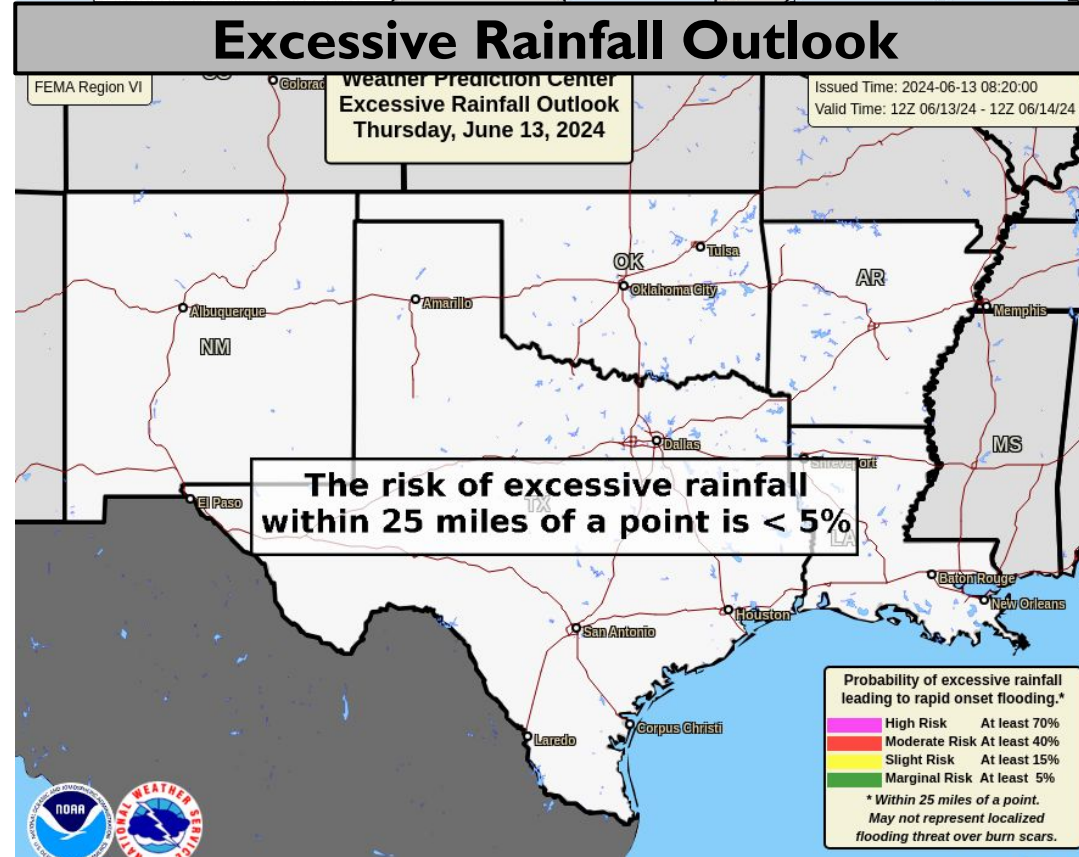 Excessive Rainfall Outlook
FEMA Region VI
Weather Prediction Center
Excessive Rainfall Outlook
Thursday, June 13, 2024
Issued Time: 2024-06-13 08:20:00
Valid Time: 12Z 06/13/24 - 12Z 06/14/24
Tulsa
OK
Oklahoma City
AR
Amarillo
Albuquerque
Memphis
NM
Dallas
MS
Shreveport
The risk of excessive rainfall
within 25 miles of a point is < 5%
El Paso
TX
LA
Baton Rouge
New Orleans
Houston
San Antonio
Corpus Christi
Laredo
Probability of excessive rainfall
leading to rapid onset flooding.*
High Risk At least 70%
Moderate Risk At least 40%
Slight Risk At least 15%
Marginal Risk At least 5%
* Within 25 miles of a point.
May not represent localized
flooding threat over burn scars.
NOAA
NATIONAL WEATHER SERVICE